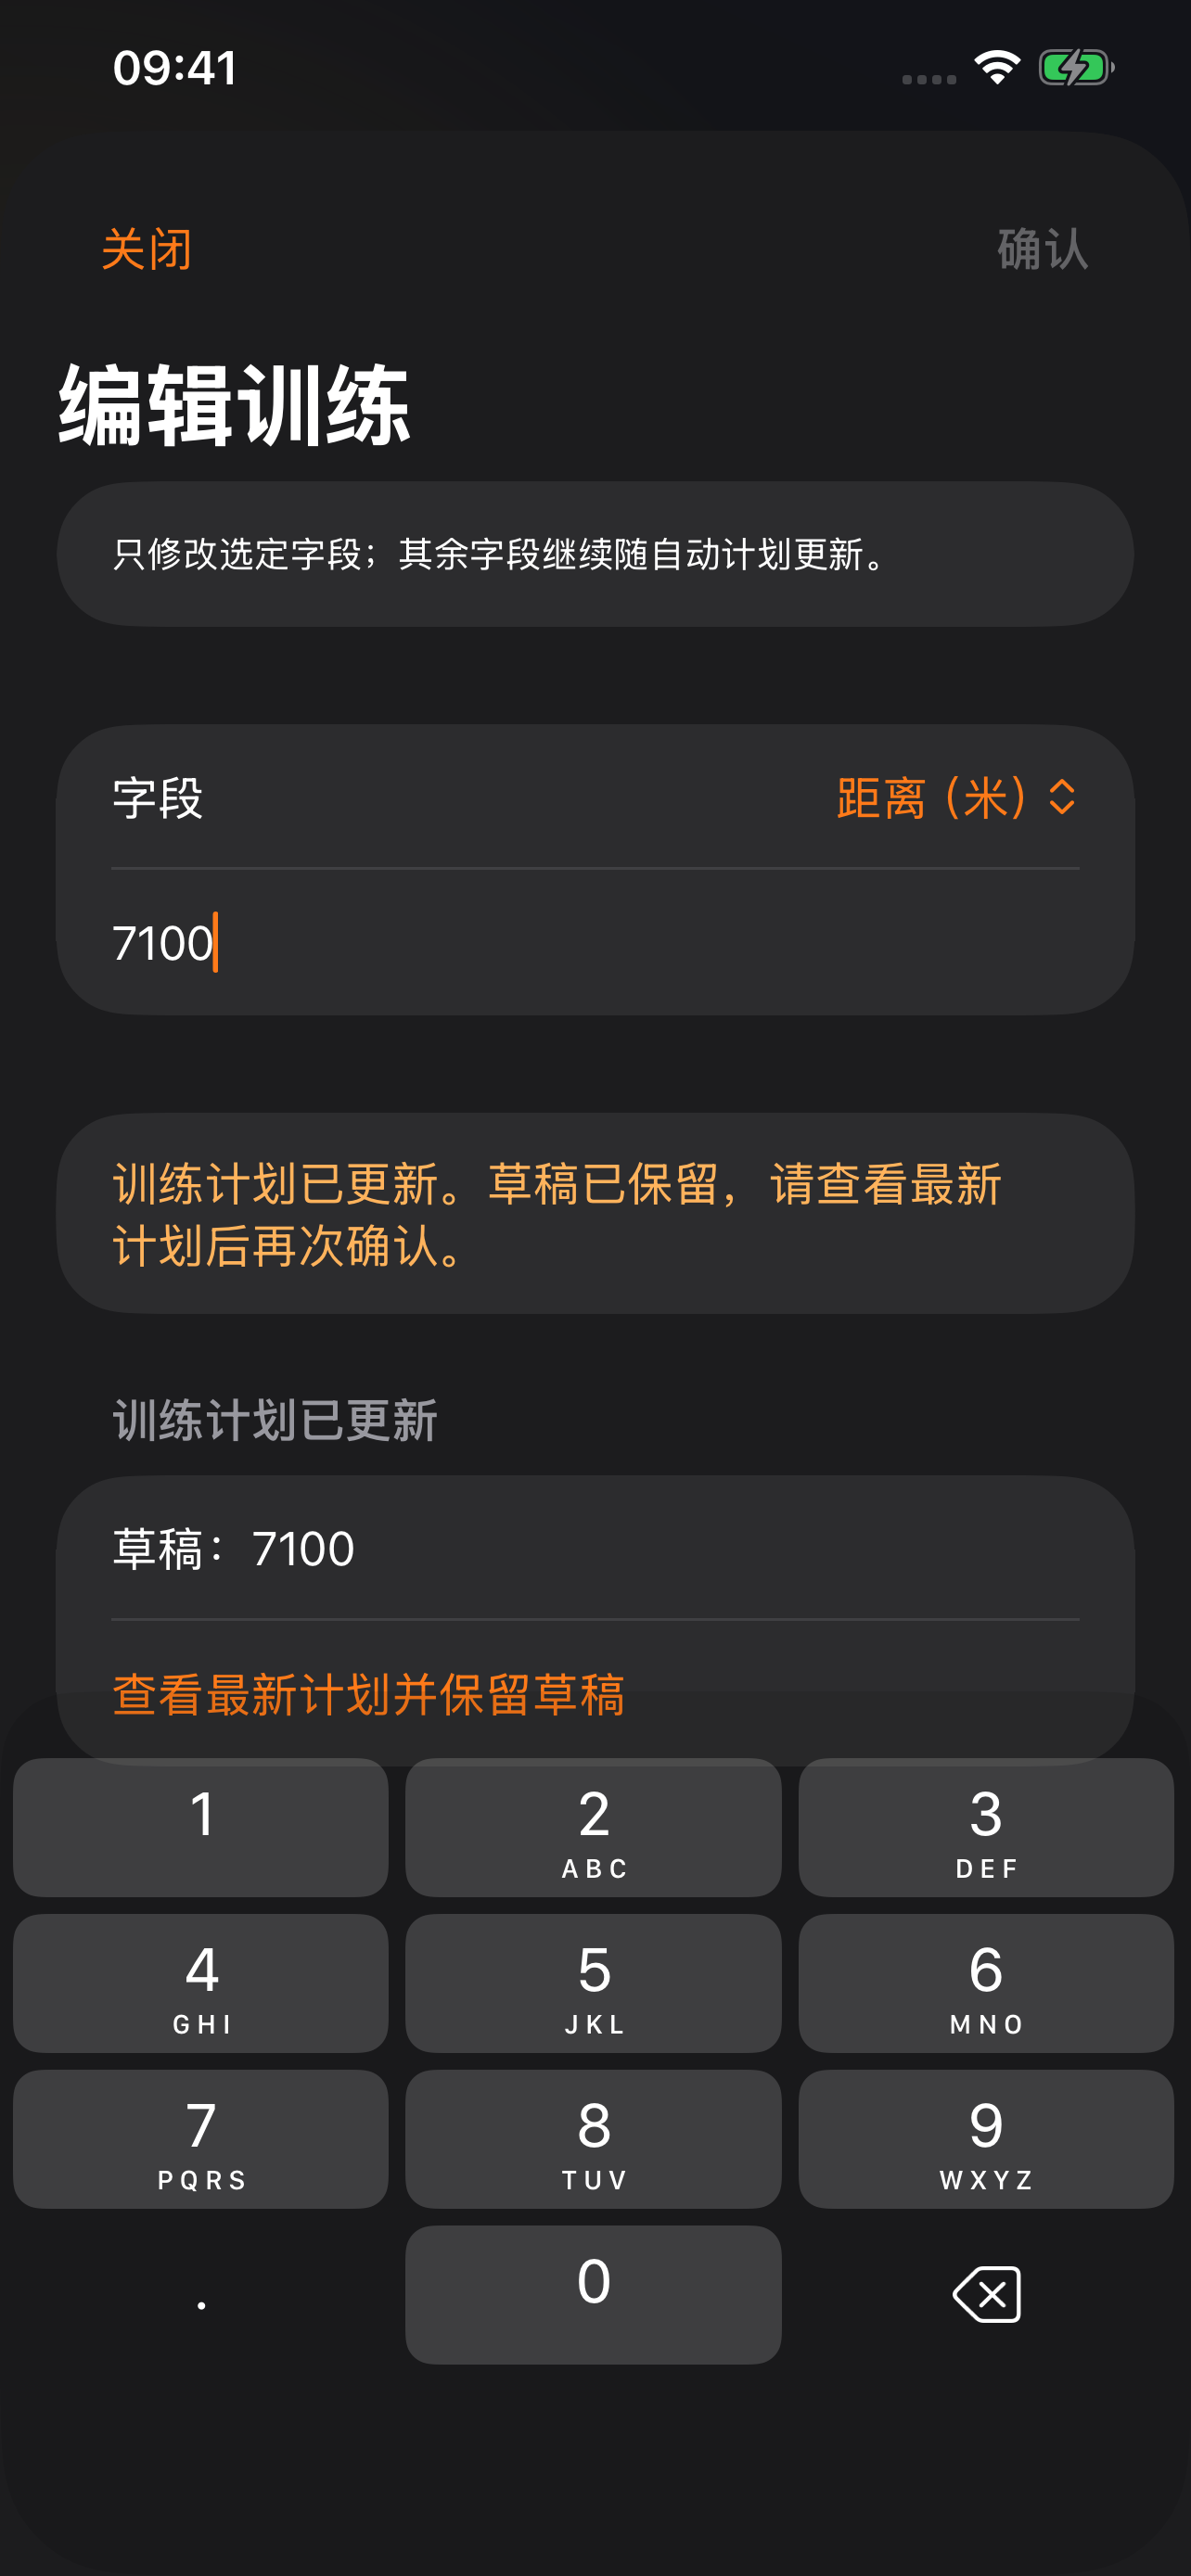 09:41
关闭
确认
编辑训练
只修改选定字段；其余字段继续随自动计划更新。
字段
距离（米）
7100
训练计划已更新。草稿已保留，请查看最新
计划后再次确认。
训练计划已更新
草稿：7100
查看最新计划并保留草稿
1
2
ABC
3
DEF
4
GHI
5
JKL
6
MNO
7
PQRS
8
TUV
9
WXYZ
.
0